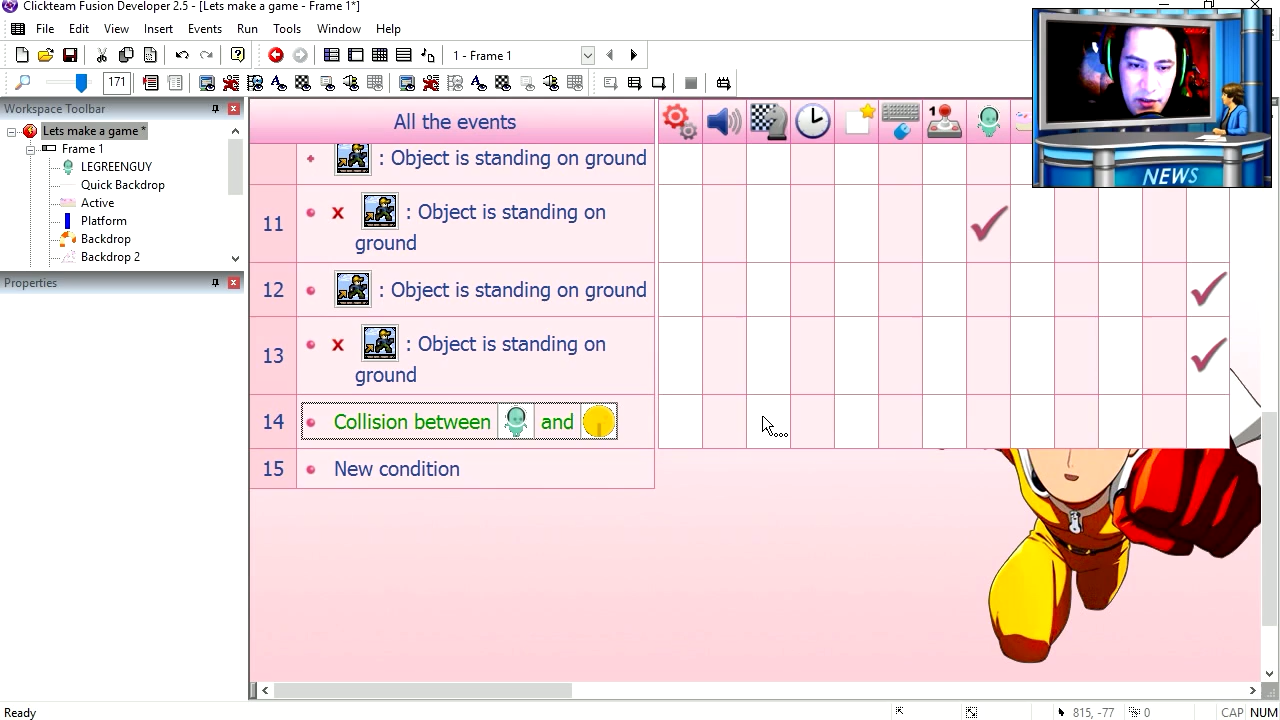 Clickteam Fusion Developer 2.5 - [Lets make a game - Frame 1*]
File Edit View Insert Events Run Tools Window Help
1 - Frame 1
171
Workspace Toolbar
Lets make a game *
Frame 1
LEGREENGUY
Quick Backdrop
Active
Platform
Backdrop
Backdrop 2
Properties
All the events
: Object is standing on ground
11 X : Object is standing on
ground
12 : Object is standing on ground
13 X : Object is standing on
ground
14 Collision between and
15 New condition
NEWS
Ready
815, -77
0
CAP NUM